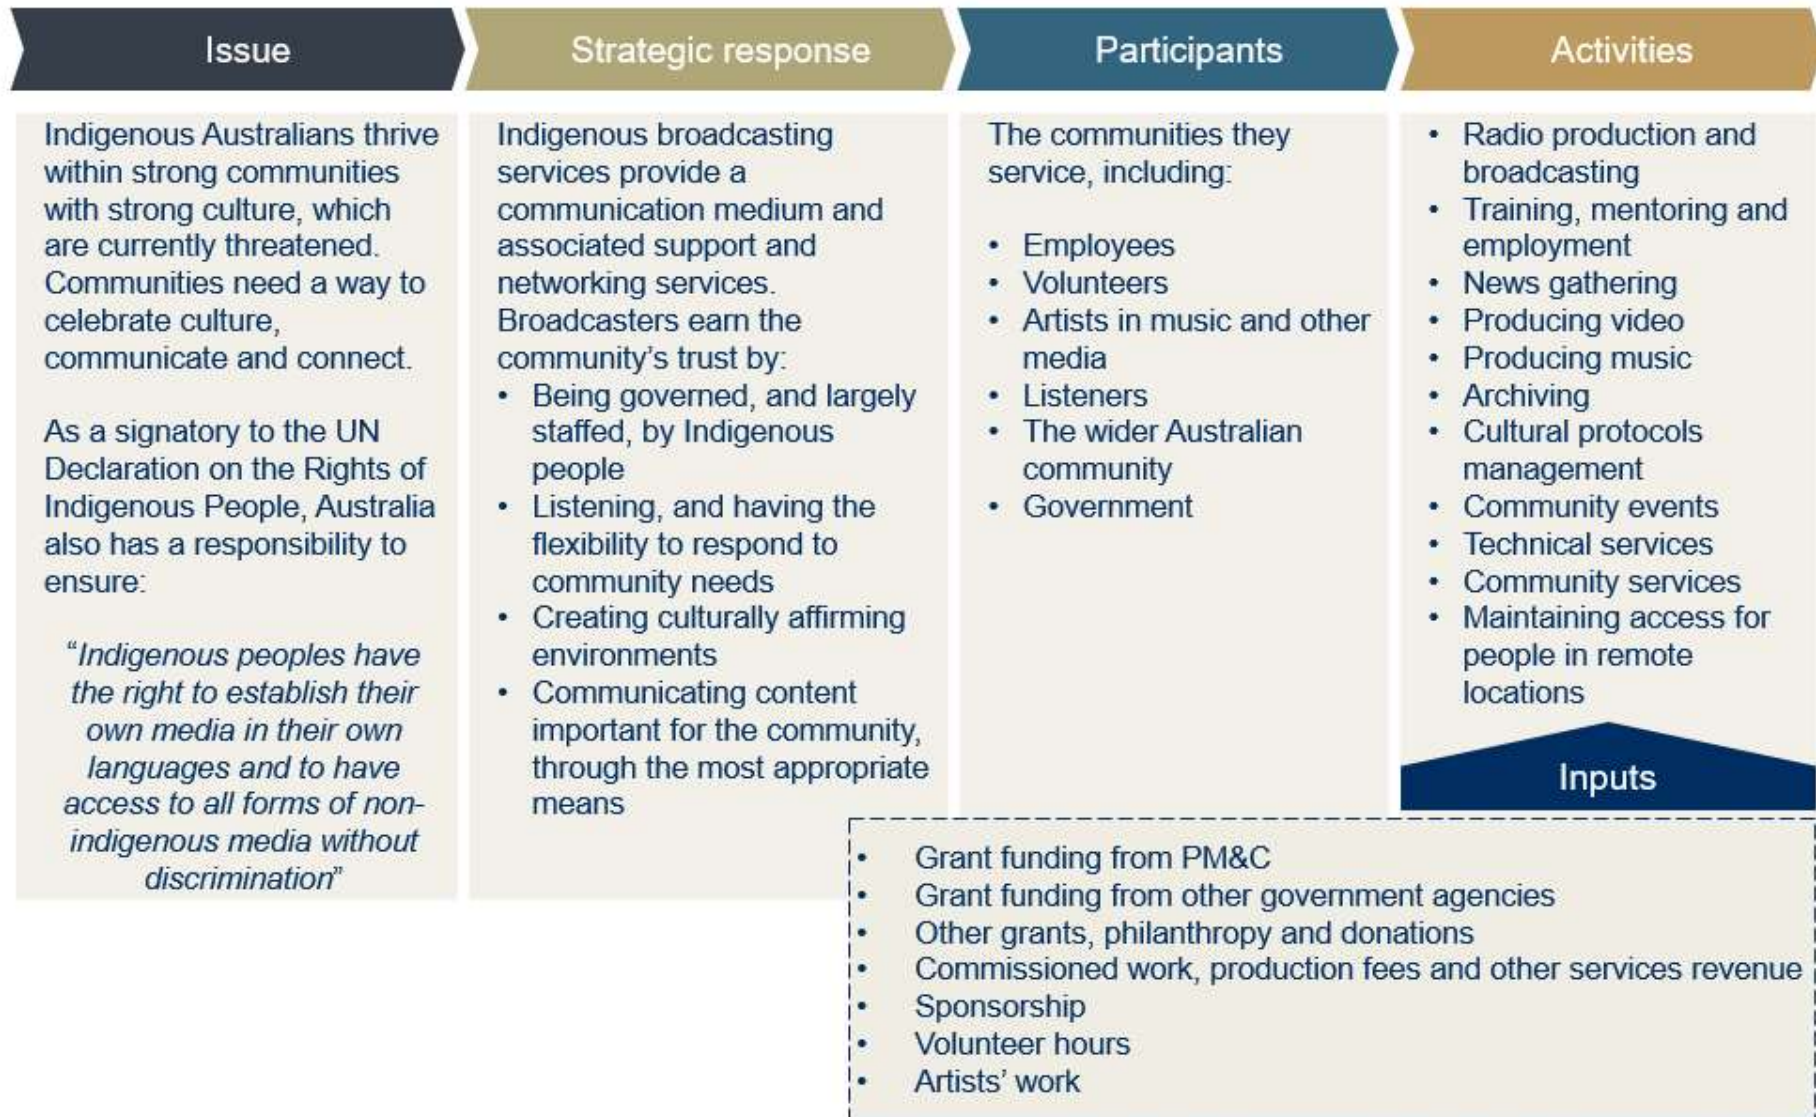 Issue
Strategic response
Participants
Activities
Indigenous Australians thrive
within strong communities
with strong culture, which
are currently threatened.
Communities need a way to
celebrate culture,
communicate and connect.
As a signatory to the UN
Declaration on the Rights of
Indigenous People, Australia
also has a responsibility to
ensure:
“Indigenous peoples have
the right to establish their
own media in their own
languages and to have
access to all forms of non-
indigenous media without
discrimination”
Indigenous broadcasting
services provide a
communication medium and
associated support and
networking services.
Broadcasters earn the
community’s trust by:
• Being governed, and largely
staffed, by Indigenous
people
• Listening, and having the
flexibility to respond to
community needs
• Creating culturally affirming
environments
• Communicating content
important for the community,
through the most appropriate
means
The communities they
service, including:
• Employees
• Volunteers
• Artists in music and other
media
• Listeners
• The wider Australian
community
• Government
• Radio production and
broadcasting
• Training, mentoring and
employment
• News gathering
• Producing video
• Producing music
• Archiving
• Cultural protocols
management
• Community events
• Technical services
• Community services
• Maintaining access for
people in remote
locations
Inputs
• Grant funding from PM&C
• Grant funding from other government agencies
• Other grants, philanthropy and donations
• Commissioned work, production fees and other services revenue
• Sponsorship
• Volunteer hours
• Artists’ work